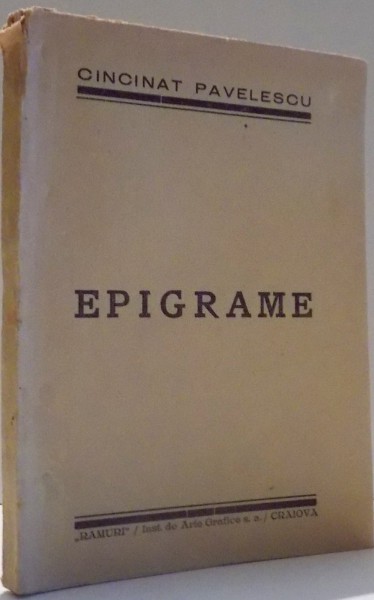 CINCINAT PAVELESCU
EPIGRAME
„RAMURI" / Inst. de Arte Grafice s. a. / CRAIOVA